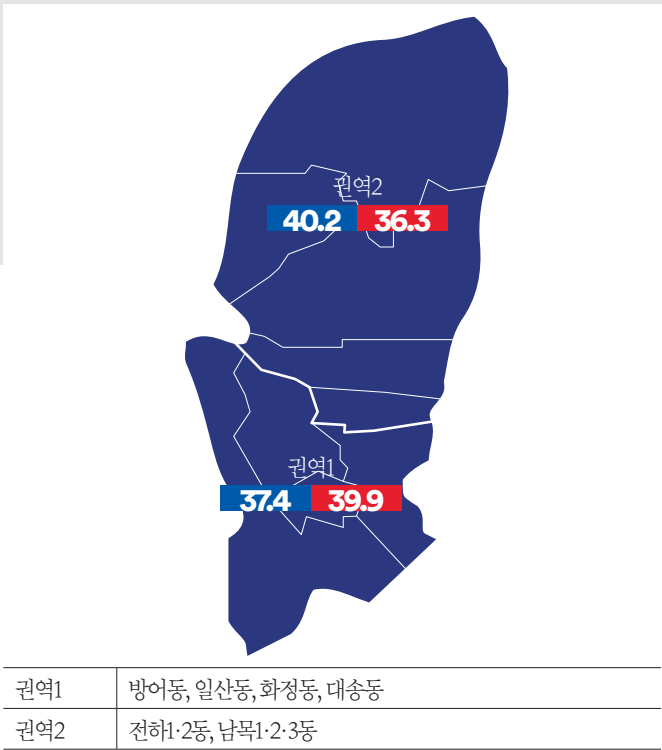 권역2
40.2 36.3
권역1
37.4 39.9
권역1 방어동, 일산동, 화정동, 대송동
권역2 전하1·2동, 남목1·2·3동